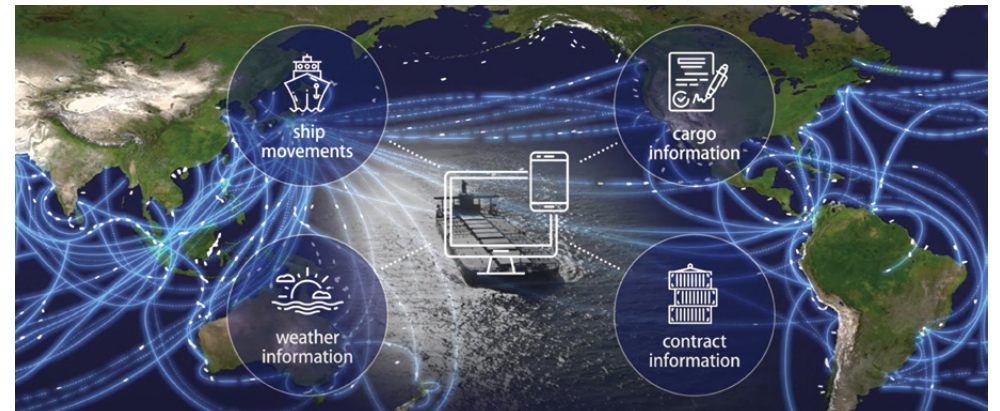 ship
movements
cargo
information
weather
information
contract
information